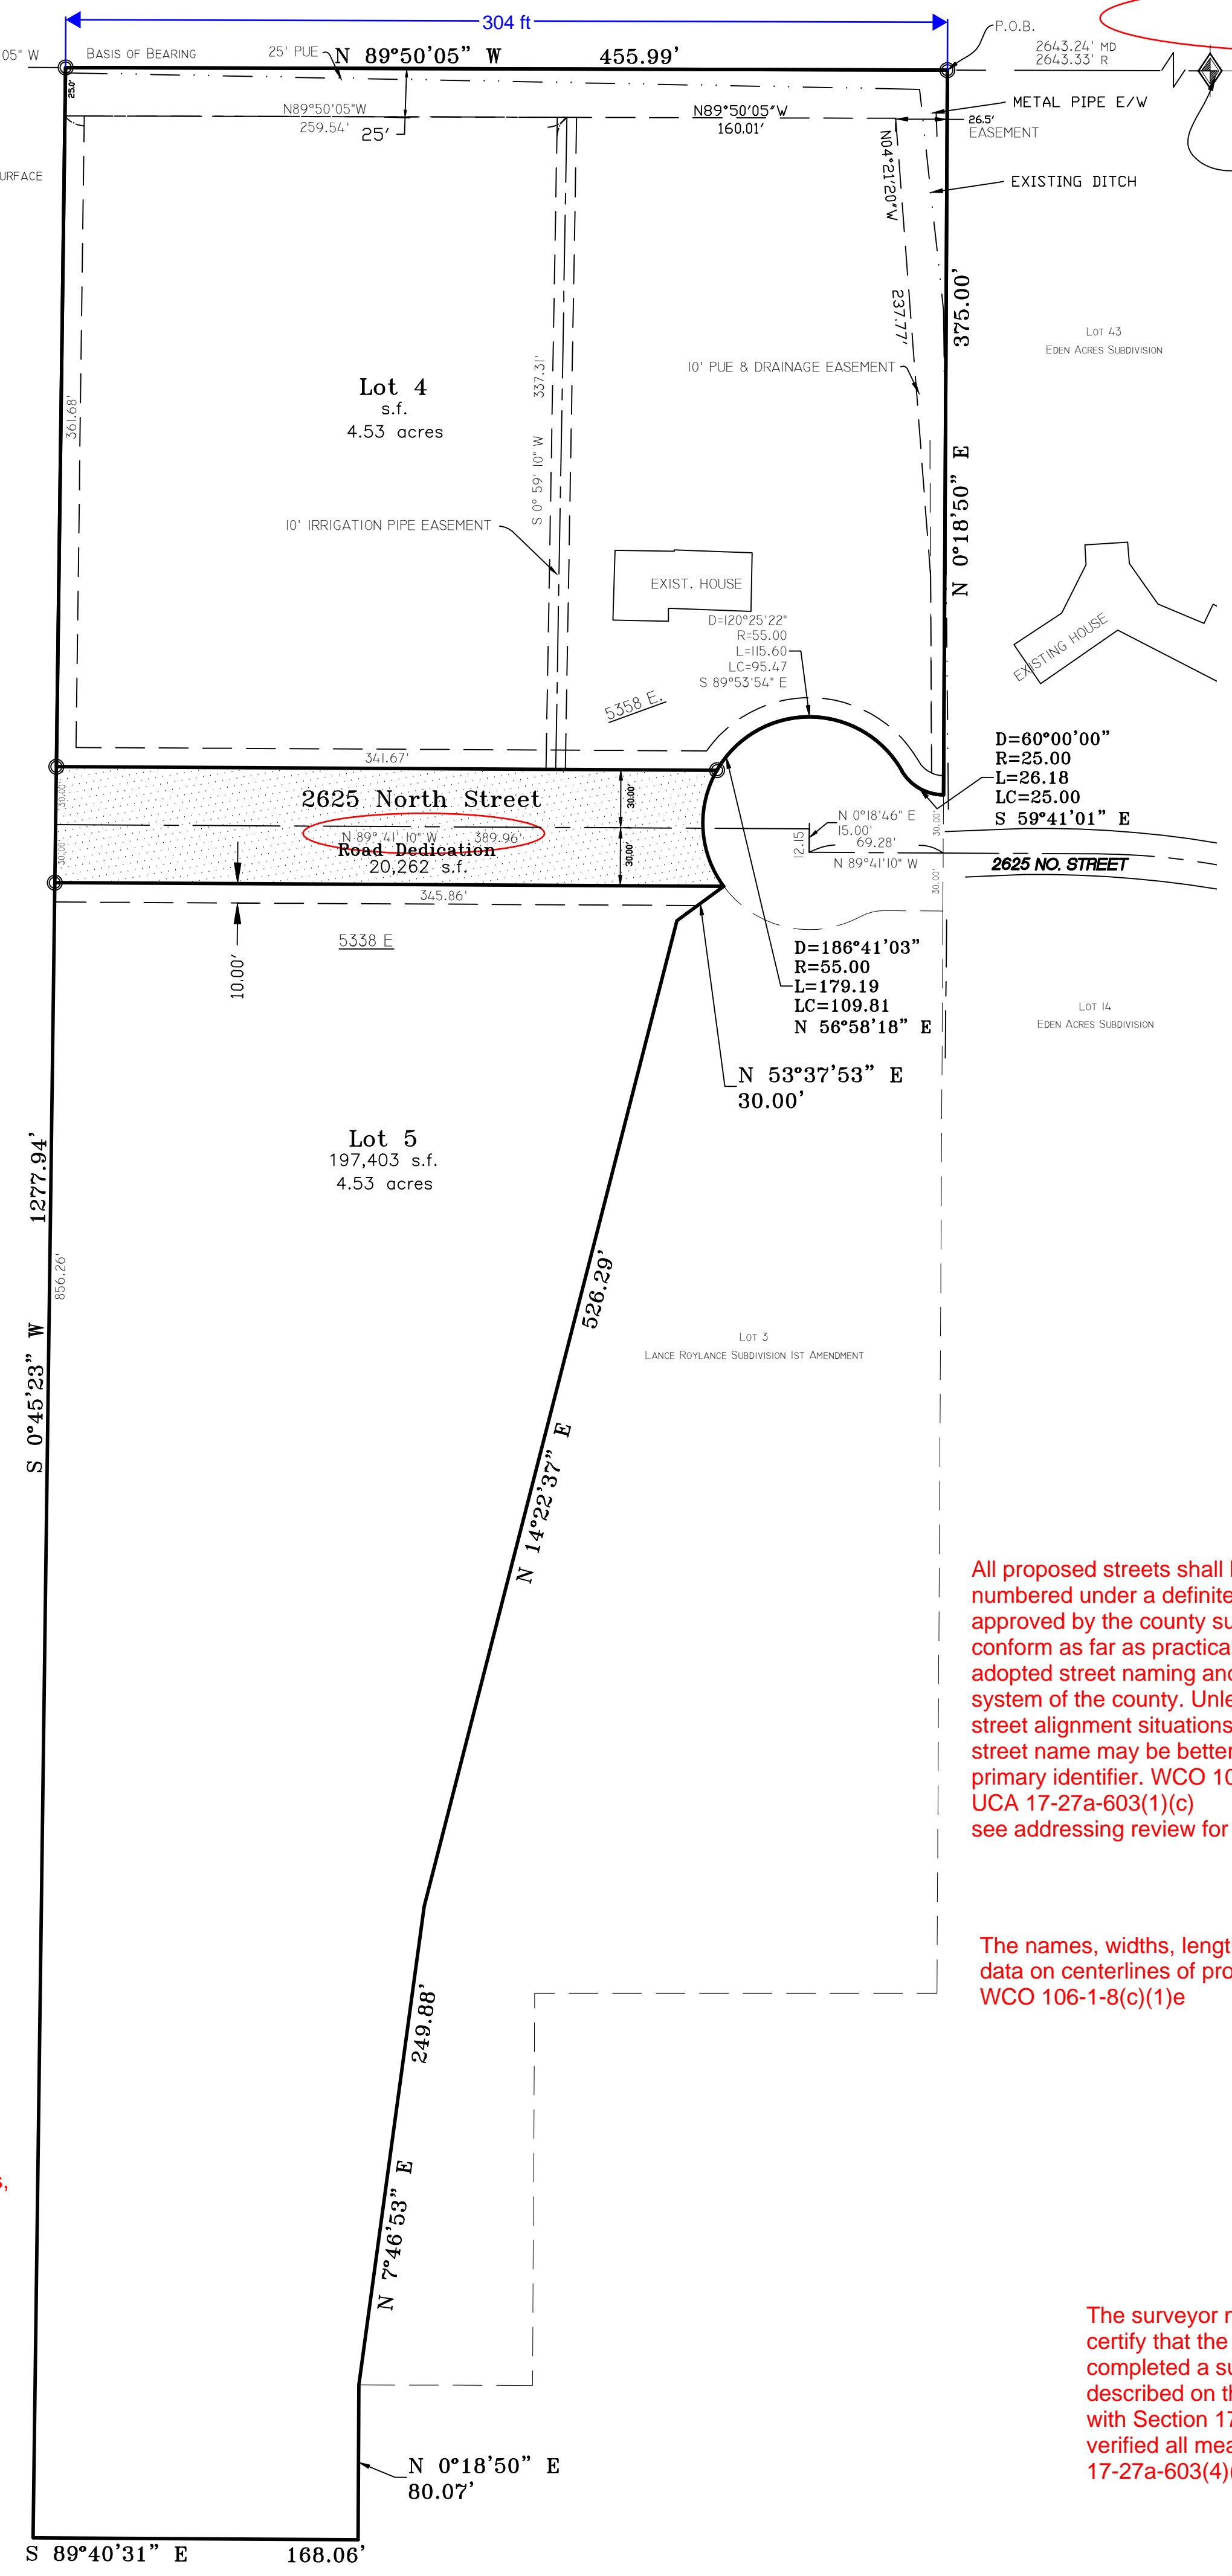 304 ft
P.O.B.
05" W
BASIS OF BEARING
25' PUE
N 89°50'05" W 455.99'
2643.24' MD
2643.33' R
25.0'
N89°50'05"W
259.54'
25'
N89°50'05"W
160.01'
METAL PIPE E/W
26.5'
EASEMENT
URFACE
N04°21'20"W
237.77'
EXISTING DITCH
375.00'
N 0°18'50" E
LOT 43
EDEN ACRES SUBDIVISION
10' PUE & DRAINAGE EASEMENT
337.31'
S 0° 59' 10" W
Lot 4
s.f.
4.53 acres
361.68'
10' IRRIGATION PIPE EASEMENT
EXIST. HOUSE
EXISTING HOUSE
D=120°25'22"
R=55.00
L=115.60
LC=95.47
S 89°53'54" E
5358 E.
341.67'
D=60°00'00"
R=25.00
L=26.18
LC=25.00
S 59°41'01" E
30.00'
30.00'
2625 North Street
30.00'
30.00'
N 89° 41' 10" W 389.96'
Road Dedication
20,262 s.f.
N 0°18'46" E
15.00'
12.15
69.28'
N 89°41'10" W
30.00'
30.00'
2625 NO. STREET
345.86'
5338 E
10.00'
D=186°41'03"
R=55.00
L=179.19
LC=109.81
N 56°58'18" E
LOT 14
EDEN ACRES SUBDIVISION
N 53°37'53" E
30.00'
Lot 5
197,403 s.f.
4.53 acres
1277.94'
S 0°45'23" W
856.26'
526.29'
N 14°22'37" E
LOT 3
LANCE ROYLANCE SUBDIVISION 1ST AMENDMENT
All proposed streets shall
numbered under a definite
approved by the county su
conform as far as practica
adopted street naming and
system of the county. Unle
street alignment situations
street name may be better
primary identifier. WCO 10
UCA 17-27a-603(1)(c)
see addressing review for
The names, widths, lengt
data on centerlines of pro
WCO 106-1-8(c)(1)e
249.88'
N 7°46'53" E
s,
The surveyor
certify that the
completed a su
described on th
with Section 17
verified all mea
17-27a-603(4)
N 0°18'50" E
80.07'
S 89°40'31" E 168.06'